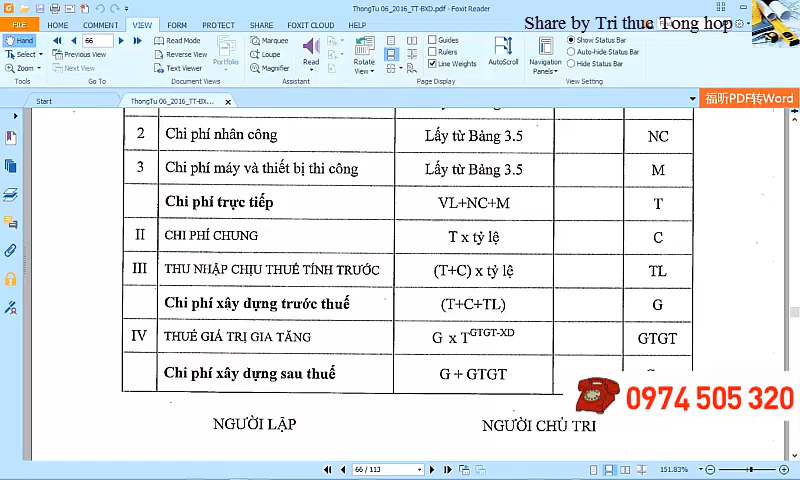 ThongTu 06_2016_TT-BXD.pdf - Foxit Reader
Share by Tri thuc Tong hop
FILE HOME COMMENT VIEW FORM PROTECT SHARE FOXIT CLOUD HELP
Hand 66 Read Mode Marquee Guides Show Status Bar
Select Previous View Reverse View Loupe Rulers Auto-hide Status Bar
Zoom Next View Text Viewer Magnifier Line Weights Hide Status Bar
Portfolio Read Rotate View AutoScroll Navigation Panels
Tools Go To Document Views Assistant Page Display View Setting
Start ThongTu 06_2016_TT-BX... 福昕PDF转Word
2 Chi phí nhân công Lấy từ Bảng 3.5 NC
3 Chi phí máy và thiết bị thi công Lấy từ Bảng 3.5 M
Chi phí trực tiếp VL+NC+M T
II CHI PHÍ CHUNG T x tỷ lệ C
III THU NHẬP CHỊU THUẾ TÍNH TRƯỚC (T+C) x tỷ lệ TL
Chi phí xây dựng trước thuế (T+C+TL) G
IV THUẾ GIÁ TRỊ GIA TĂNG G x T^GTGT-XD GTGT
Chi phí xây dựng sau thuế G + GTGT
0974 505 320
NGƯỜI LẬP NGƯỜI CHỦ TRÌ
66 / 113 151.83%